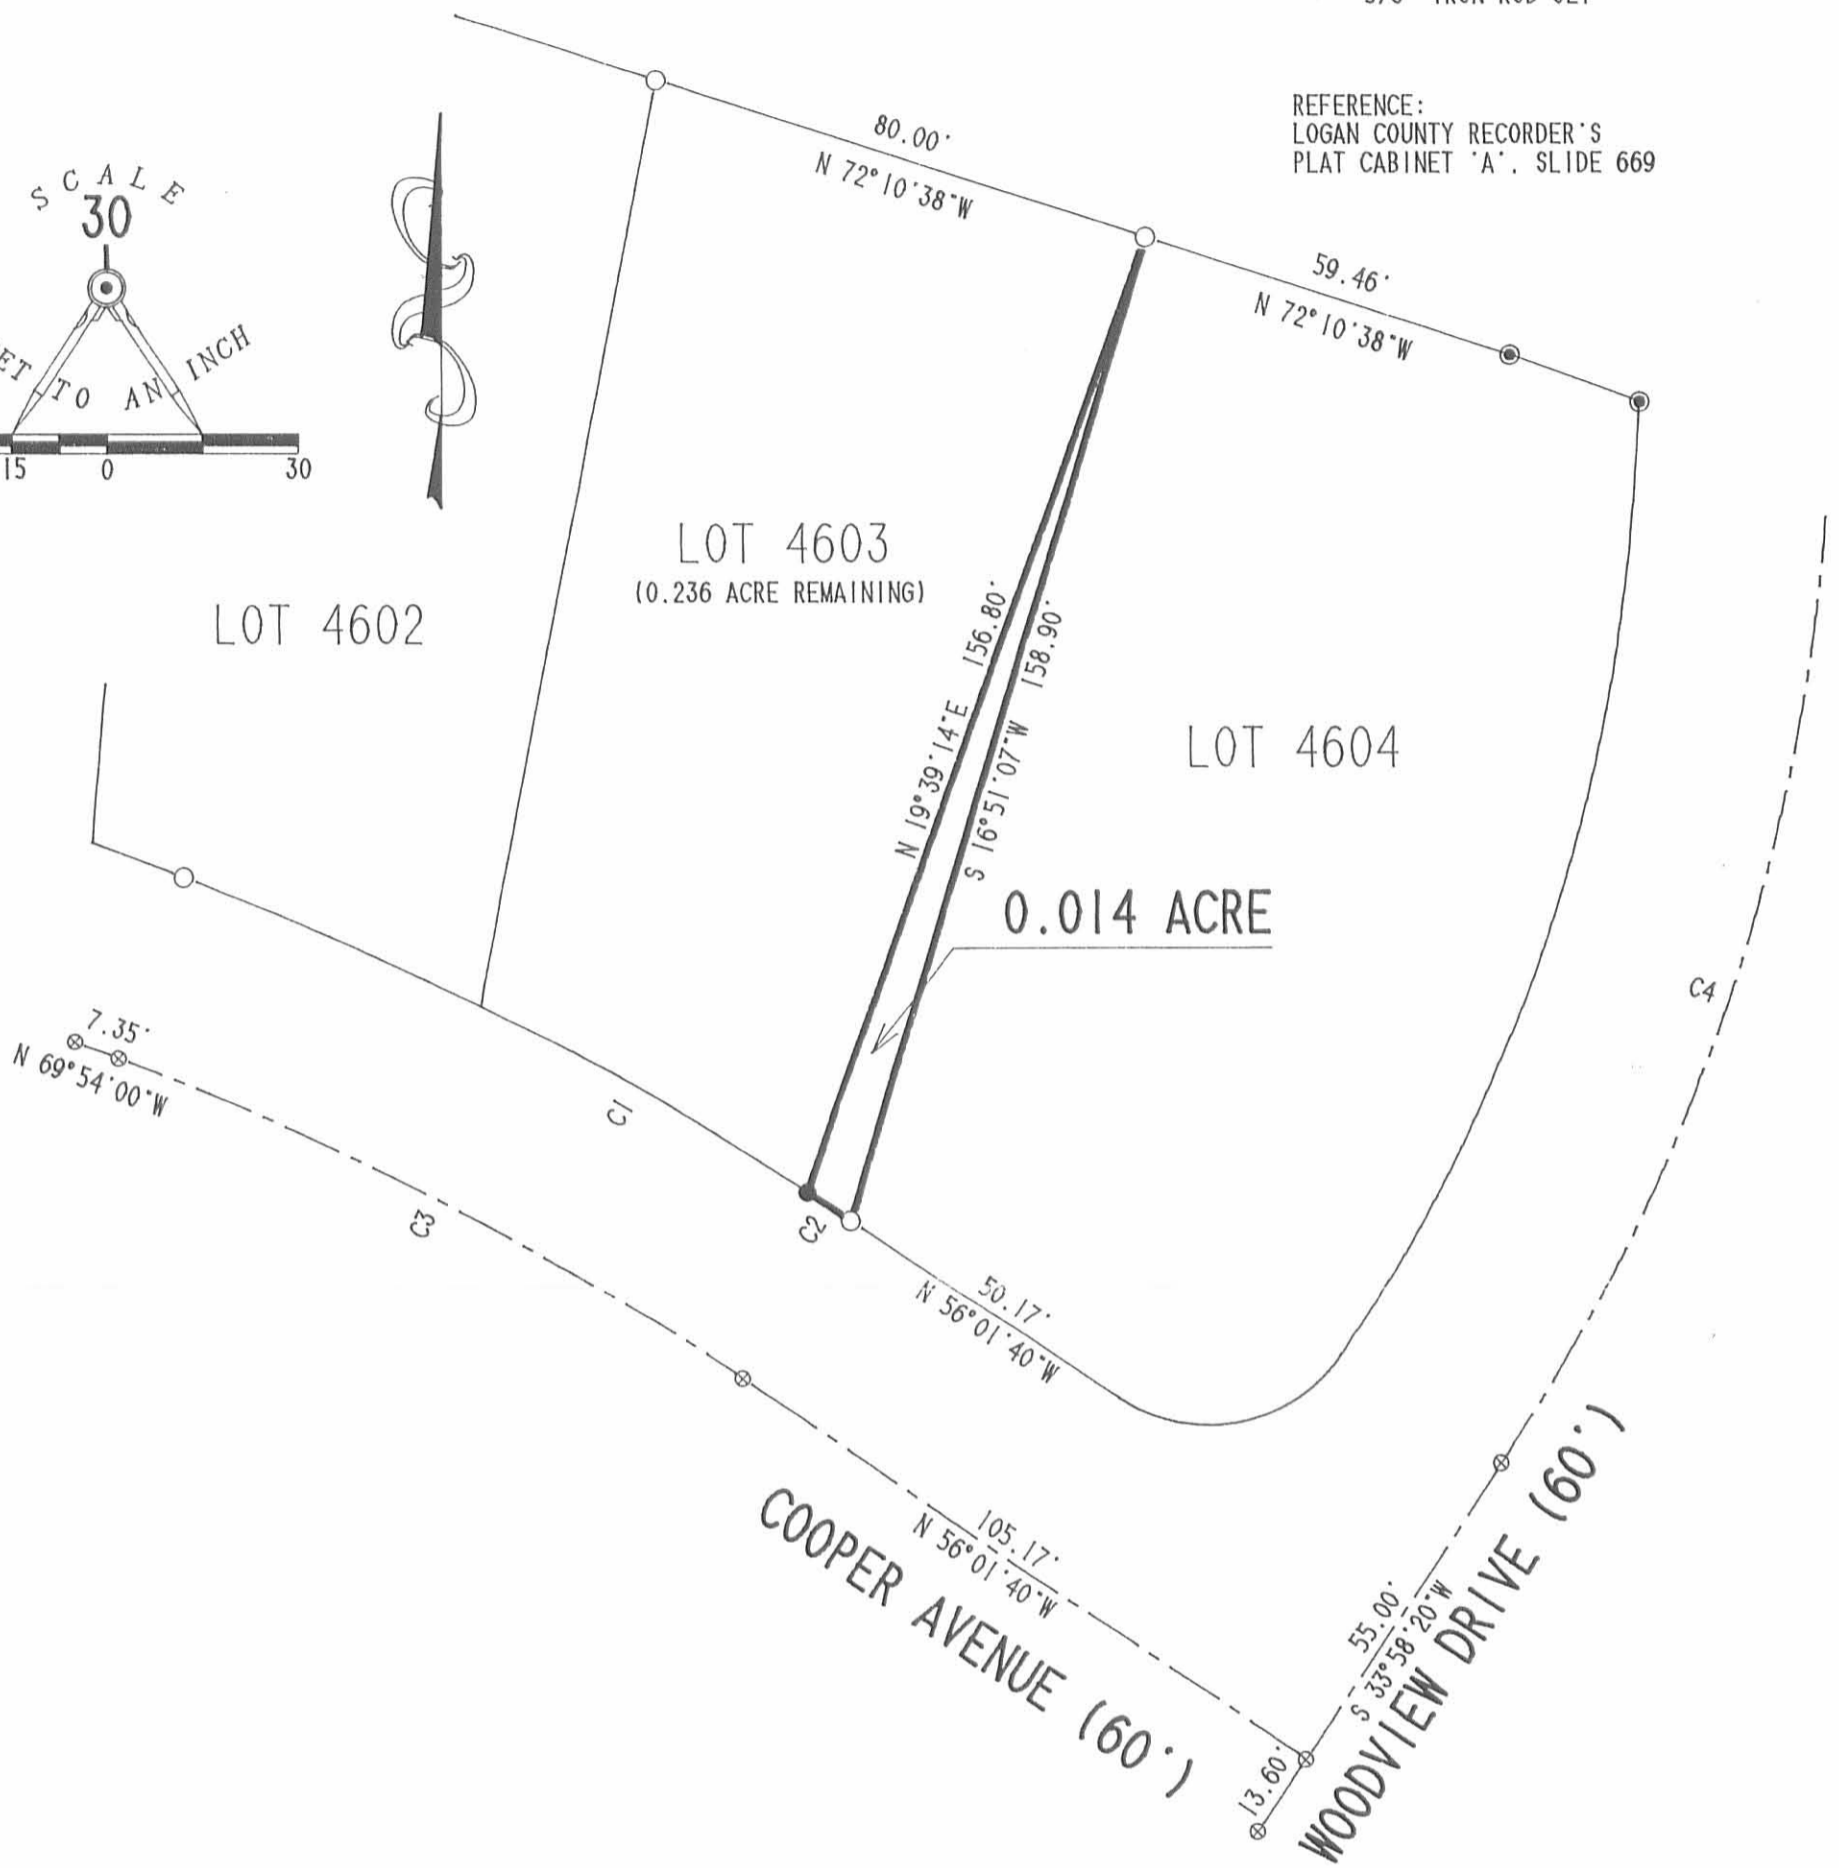 REFERENCE:
LOGAN COUNTY RECORDER'S
PLAT CABINET 'A', SLIDE 669
SCALE
30
TO AN INCH
15 0 30
80.00'
N 72°10'38"W
59.46'
N 72°10'38"W
LOT 4602
LOT 4603
(0.236 ACRE REMAINING)
N 19°39'14"E 156.80'
S 16°51'07"W 158.90'
LOT 4604
0.014 ACRE
C4
7.35'
N 69°54'00"W
C1
C3
C2
50.17'
N 56°01'40"W
105.17'
N 56°01'40"W
COOPER AVENUE (60')
55.00'
S 33°58'20"W
13.60'
WOODVIEW DRIVE (60')